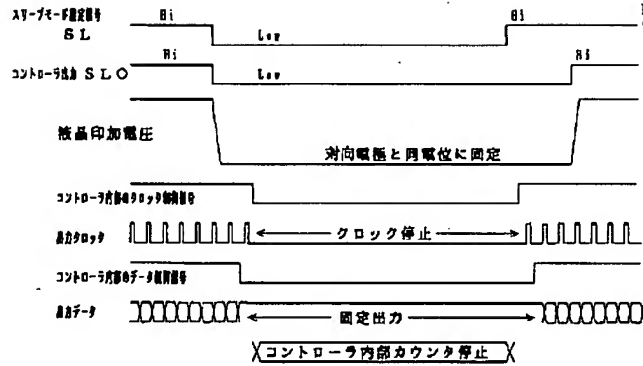 スリープモード設定信号 Hi Hi
SL Low
Hi Hi
コントローラ出力 SLO Low
液晶印加電圧 対向電極と同電位に固定
コントローラ内部のクロック制御信号
出力クロック クロック停止
コントローラ内部のデータ制御信号
出力データ 固定出力
コントローラ内部カウンタ停止